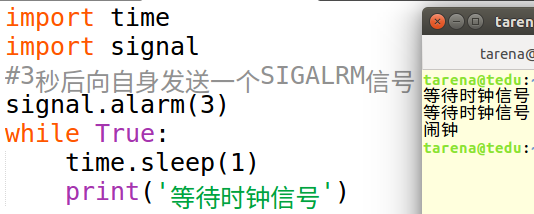 import time
import signal
#3秒后向自身发送一个SIGALRM信号
signal.alarm(3)
while True:
    time.sleep(1)
    print('等待时钟信号')
tarena
tarena@
tarena@tedu:
等待时钟信号
等待时钟信号
闹钟
tarena@tedu: